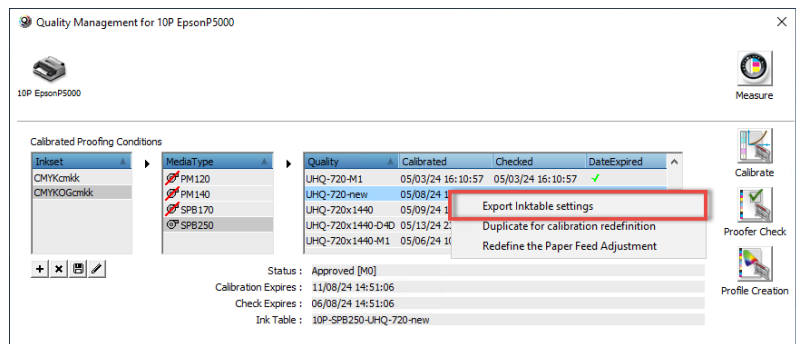 Quality Management for 10P EpsonP5000
10P EpsonP5000
Measure
Calibrated Proofing Conditions
Inkset MediaType Quality Calibrated Checked DateExpired
CMYKcmkk PM120 UHQ-720-M1 05/03/24 16:10:57 05/03/24 16:10:57
CMYKOGcmkk PM140 UHQ-720-new 05/08/24 1
SPB170 UHQ-720x1440 05/09/24 1
SPB250 UHQ-720x1440-D4D 05/13/24 2
UHQ-720x1440-M1 05/06/24 10
Export Inktable settings
Duplicate for calibration redefinition
Redefine the Paper Feed Adjustment
Calibrate
Proofer Check
Profile Creation
Status : Approved [M0]
Calibration Expires : 11/08/24 14:51:06
Check Expires : 06/08/24 14:51:06
Ink Table : 10P-SPB250-UHQ-720-new